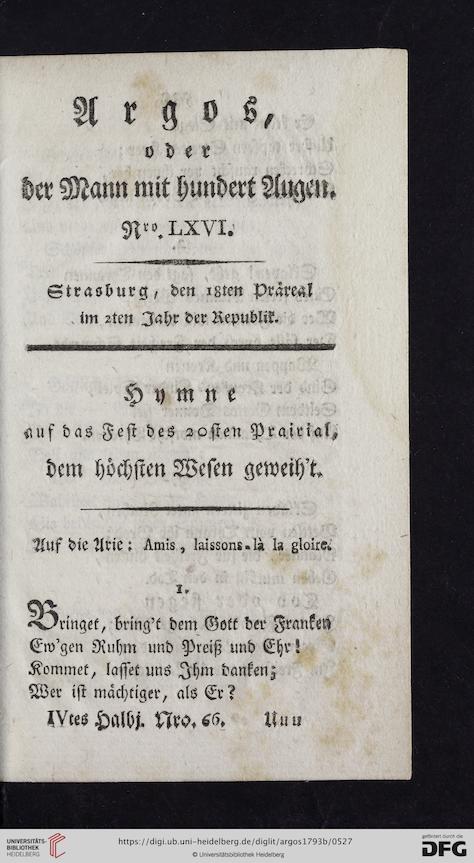 Argos,
oder
der Mann mit hundert Augen.
Nro. LXVI.
Strasburg, den 18ten Präreal
im 2ten Jahr der Republik.
Hymne
auf das Fest des 20sten Prairial,
dem höchsten Wesen geweih't.
Auf die Arie: Amis, laissons-là la gloire.
1.
Bringet, bring't dem Gott der Franken
Ew'gen Ruhm und Preiß und Ehr!
Kommet, lasset uns Ihm danken;
Wer ist mächtiger, als Er?
IVtes Halbj. Nro. 66. Uuu
UNIVERSITÄTS-
BIBLIOTHEK
HEIDELBERG
https://digi.ub.uni-heidelberg.de/diglit/argos1793b/0527
© Universitätsbibliothek Heidelberg
gefördert durch die
DFG